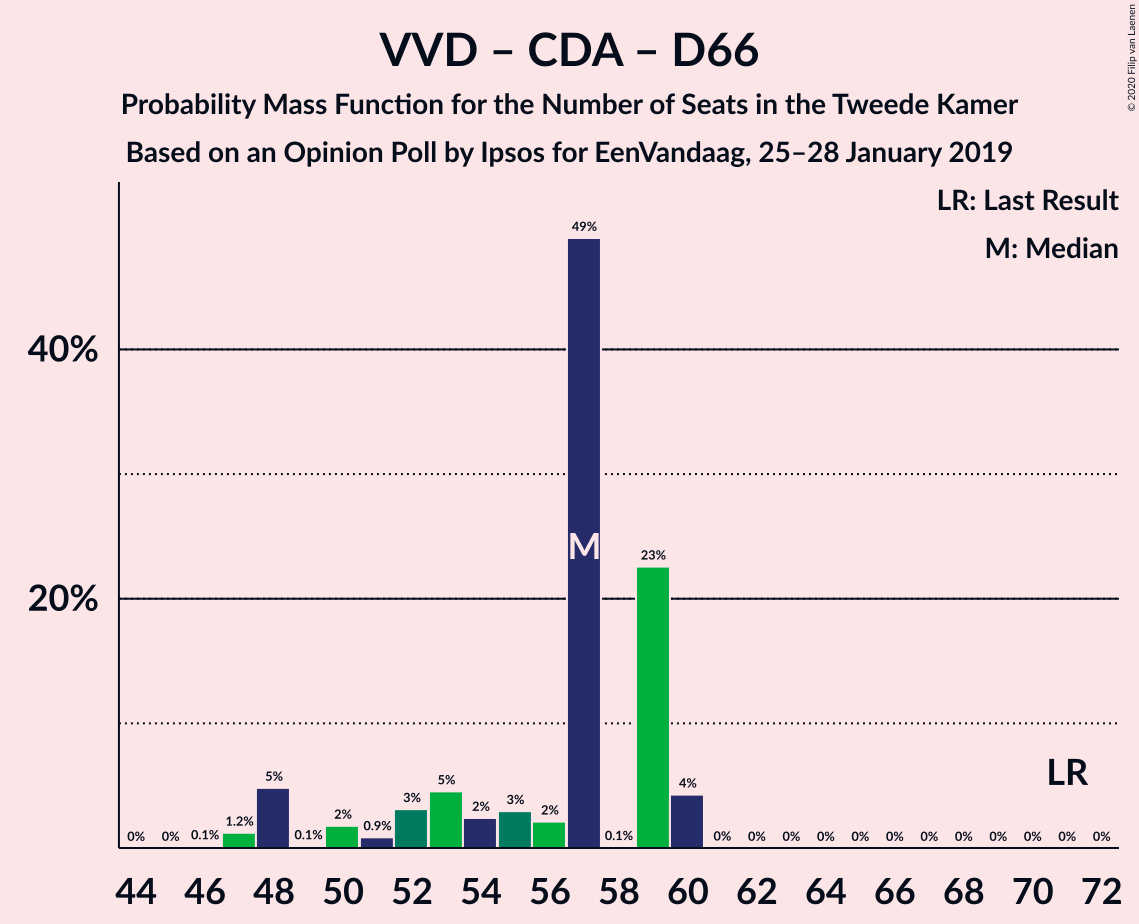 © 2020 Filip van Laenen
VVD – CDA – D66
Probability Mass Function for the Number of Seats in the Tweede Kamer
Based on an Opinion Poll by Ipsos for EenVandaag, 25–28 January 2019
LR: Last Result
M: Median
40%
20%
0% 0% 0.1% 1.2% 5% 0.1% 2% 0.9% 3% 5% 2% 3% 2% 49% 0.1% 23% 4% 0% 0% 0% 0% 0% 0% 0% 0% 0% 0% 0% 0%
M
LR
44 46 48 50 52 54 56 58 60 62 64 66 68 70 72